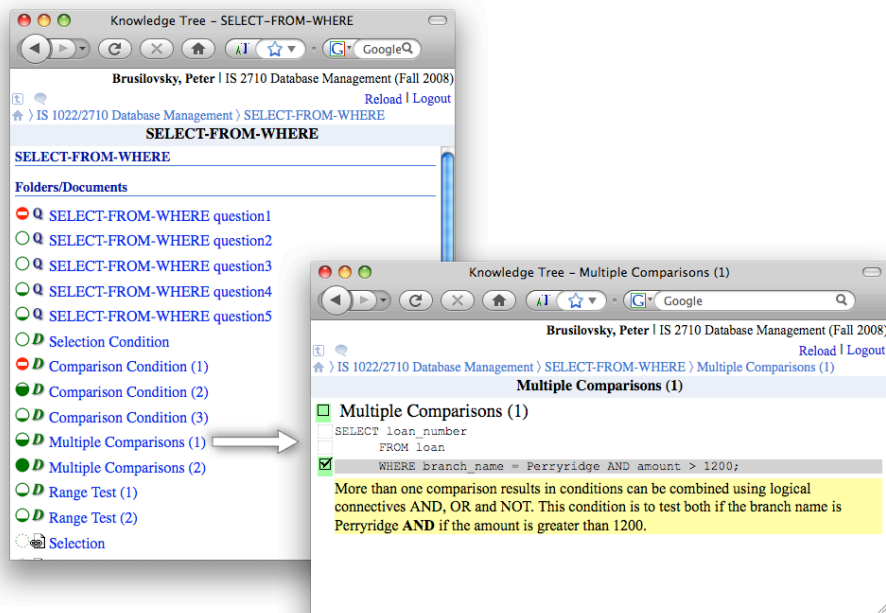 Knowledge Tree – SELECT-FROM-WHERE
Google
Brusilovsky, Peter | IS 2710 Database Management (Fall 2008)
Reload | Logout
〉IS 1022/2710 Database Management 〉SELECT-FROM-WHERE
SELECT-FROM-WHERE
SELECT-FROM-WHERE
Folders/Documents
Q SELECT-FROM-WHERE question1
Q SELECT-FROM-WHERE question2
Q SELECT-FROM-WHERE question3
Q SELECT-FROM-WHERE question4
Q SELECT-FROM-WHERE question5
D Selection Condition
D Comparison Condition (1)
D Comparison Condition (2)
D Comparison Condition (3)
D Multiple Comparisons (1)
D Multiple Comparisons (2)
D Range Test (1)
D Range Test (2)
Selection
Knowledge Tree – Multiple Comparisons (1)
Google
Brusilovsky, Peter | IS 2710 Database Management (Fall 2008)
Reload | Logout
〉IS 1022/2710 Database Management 〉SELECT-FROM-WHERE 〉Multiple Comparisons (1)
Multiple Comparisons (1)
Multiple Comparisons (1)
SELECT loan_number
FROM loan
WHERE branch_name = Perryridge AND amount > 1200;
More than one comparison results in conditions can be combined using logical
connectives AND, OR and NOT. This condition is to test both if the branch name is
Perryridge AND if the amount is greater than 1200.